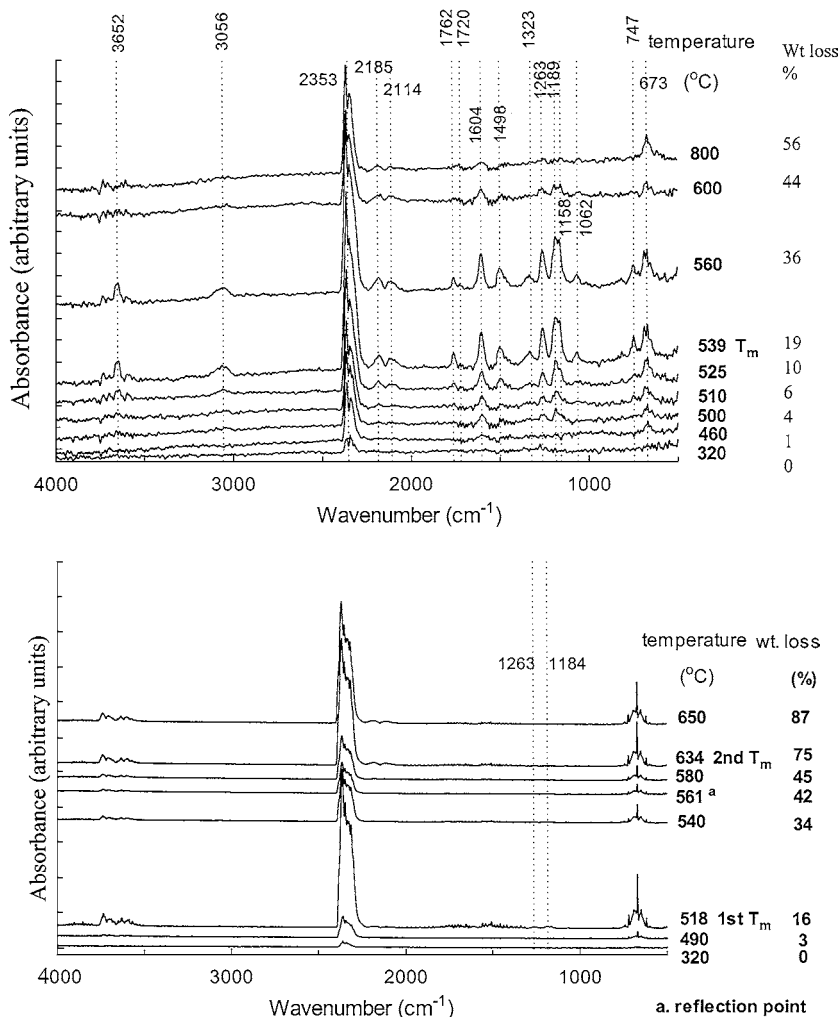 3652 3056 1762 1720 1323 747 temperature Wt loss
2353 2185 2114 1604 1498 1263 1189 673 (°C) %
800 56
600 44
1158 1062
560 36
539 Tm 19
525 10
510 6
500 4
460 1
320 0
Absorbance (arbitrary units)
4000 3000 2000 1000
Wavenumber (cm-1)
temperature wt. loss
1263 1184
(°C) (%)
650 87
634 2nd Tm 75
580 45
561 a 42
540 34
518 1st Tm 16
490 3
320 0
Absorbance (arbitrary units)
4000 3000 2000 1000
Wavenumber (cm-1)
a. reflection point